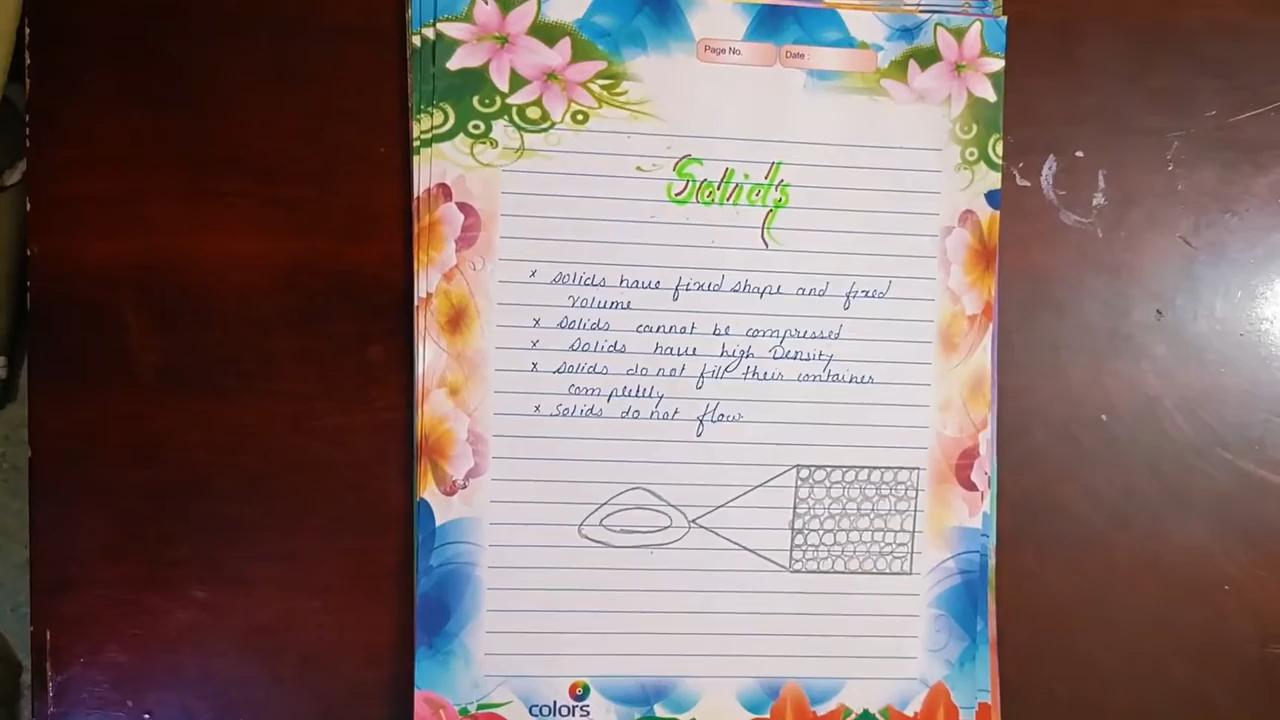 Page No.
Date :
Solids
x solids have fixed shape and fixed
volume
x Solids cannot be compressed
x Solids have high Density
x solids do not fill their container
completely
x solids do not flow
colors